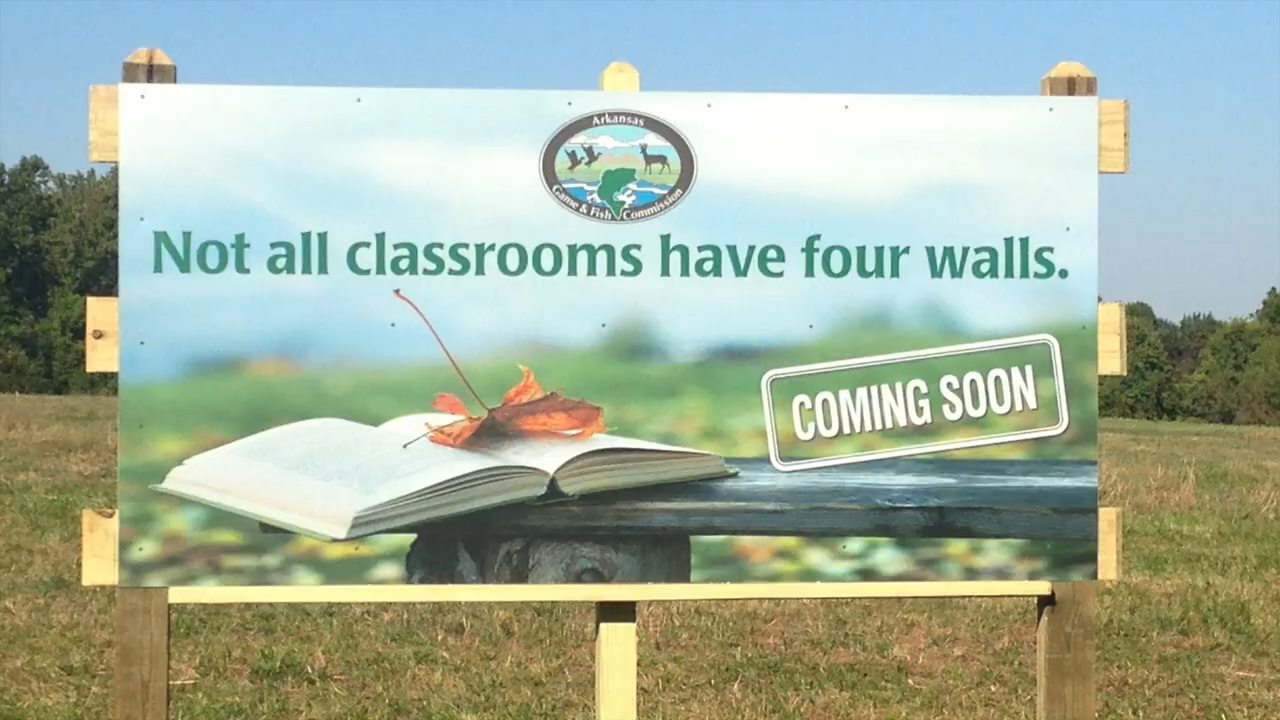 Arkansas
Game & Fish Commission
Not all classrooms have four walls.
COMING SOON